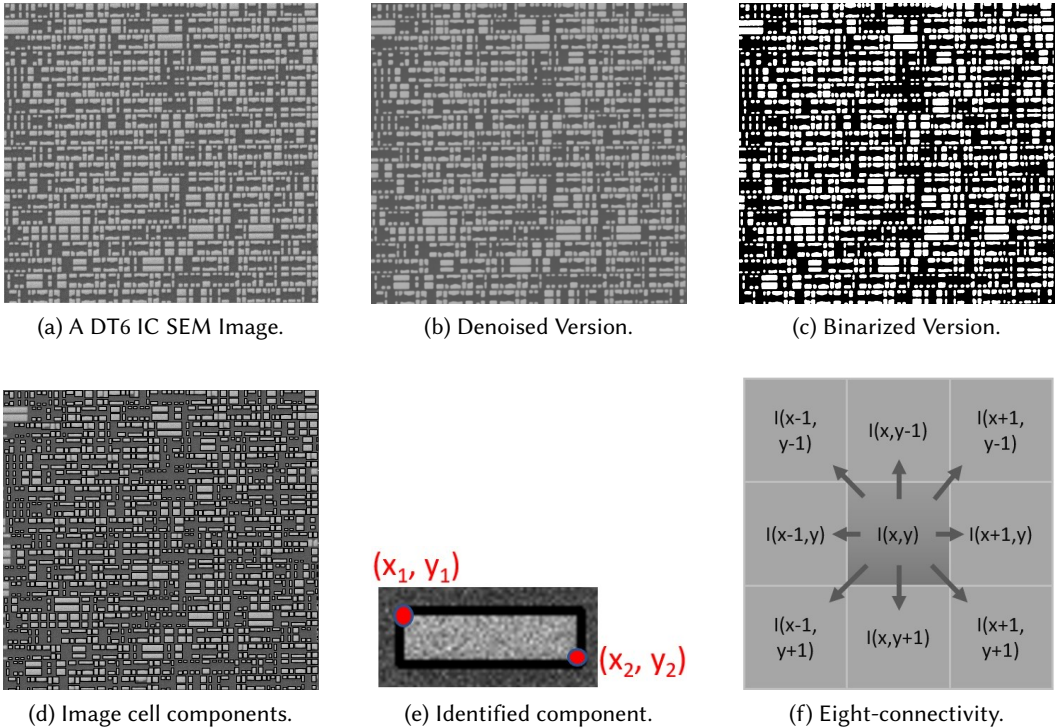 (a) A DT6 IC SEM Image.
(b) Denoised Version.
(c) Binarized Version.
(x₁, y₁)
(x₂, y₂)
I(x-1,
y-1)
I(x,y-1)
I(x+1,
y-1)
I(x-1,y)
I(x,y)
I(x+1,y)
I(x-1,
y+1)
I(x,y+1)
I(x+1,
y+1)
(d) Image cell components.
(e) Identified component.
(f) Eight-connectivity.